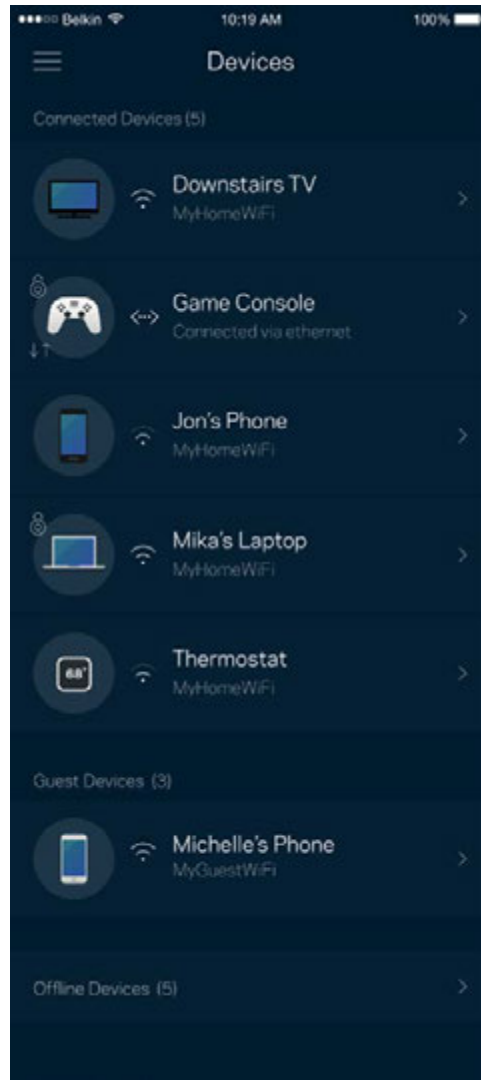 Belkin 10:19 AM 100%
Devices
Connected Devices (5)
Downstairs TV
MyHomeWiFi
Game Console
Connected via ethernet
Jon's Phone
MyHomeWiFi
Mika's Laptop
MyHomeWiFi
68°
Thermostat
MyHomeWiFi
Guest Devices (3)
Michelle's Phone
MyGuestWiFi
Offline Devices (5)